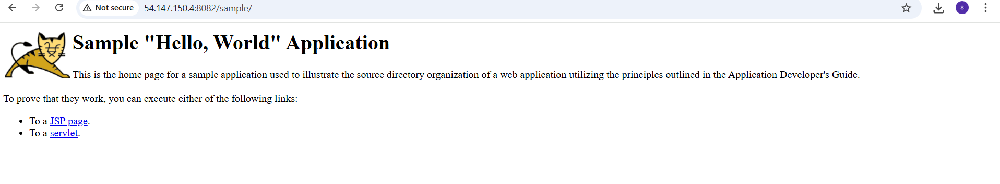 Not secure 54.147.150.4:8082/sample/ s
Sample "Hello, World" Application
This is the home page for a sample application used to illustrate the source directory organization of a web application utilizing the principles outlined in the Application Developer's Guide.
To prove that they work, you can execute either of the following links:
• To a JSP page.
• To a servlet.